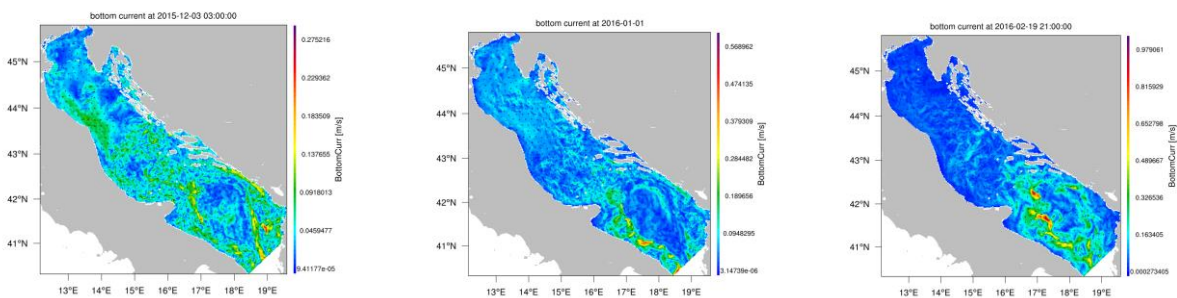 bottom current at 2015-12-03 03:00:00
45°N
44°N
43°N
42°N
41°N
13°E 14°E 15°E 16°E 17°E 18°E 19°E
0.275216
0.229362
0.183509
0.137655
0.0918013
0.0459477
9.41177e-05
BottomCurr [m/s]
bottom current at 2016-01-01
45°N
44°N
43°N
42°N
41°N
13°E 14°E 15°E 16°E 17°E 18°E 19°E
0.568962
0.474135
0.379309
0.284482
0.189656
0.0948295
3.14739e-06
BottomCurr [m/s]
bottom current at 2016-02-19 21:00:00
45°N
44°N
43°N
42°N
41°N
13°E 14°E 15°E 16°E 17°E 18°E 19°E
0.979061
0.815929
0.652798
0.489667
0.326536
0.163405
0.000273405
BottomCurr [m/s]